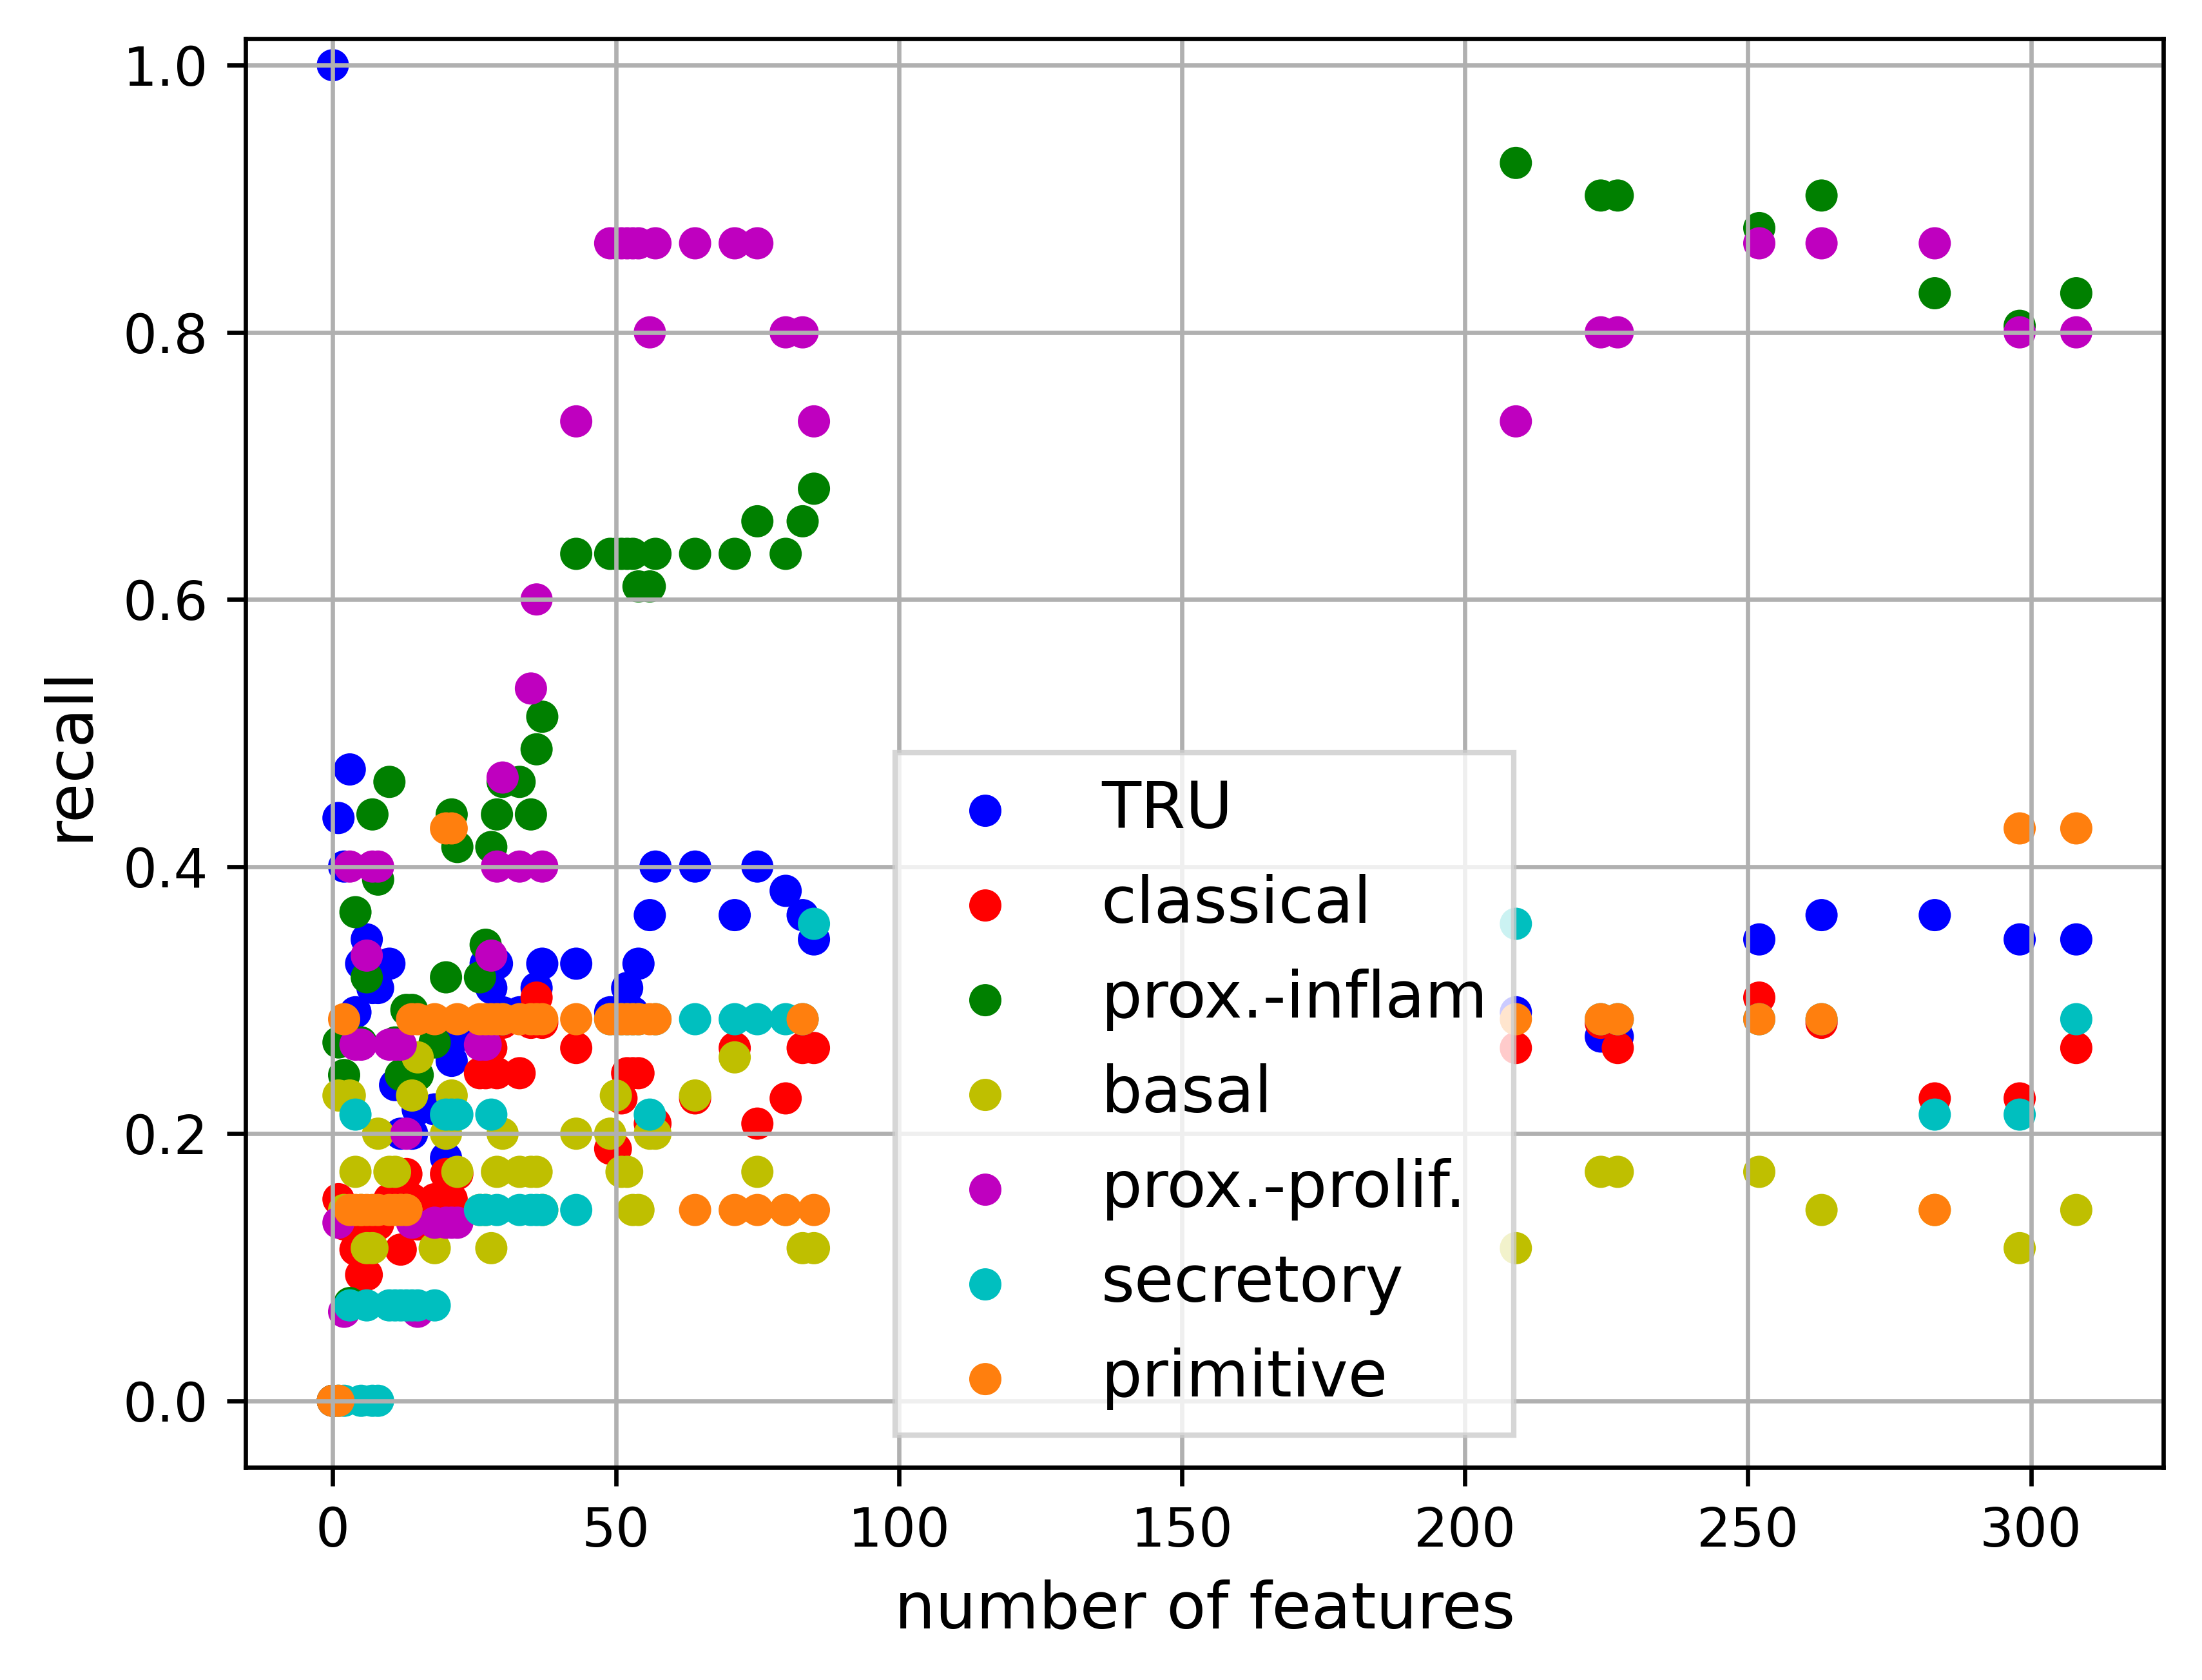 1.0
0.8
0.6
0.4
0.2
0.0
recall
TRU
classical
prox.-inflam
basal
prox.-prolif.
secretory
primitive
0 50 100 150 200 250 300
number of features